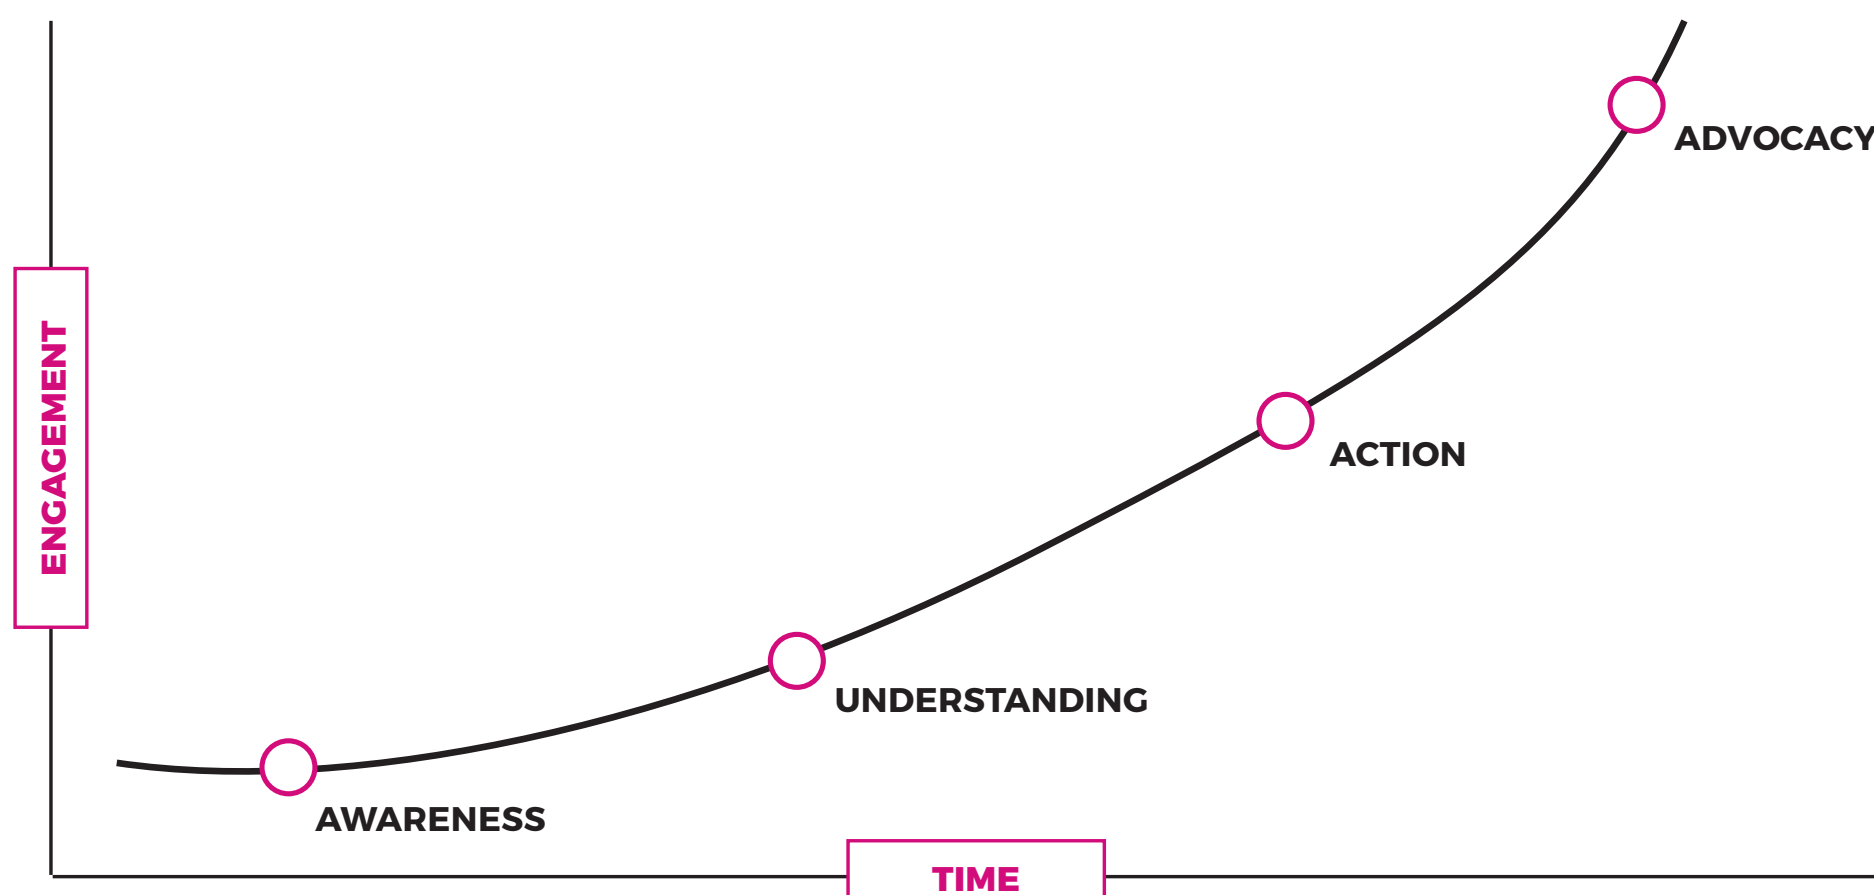 ADVOCACY
ENGAGEMENT
ACTION
UNDERSTANDING
AWARENESS
TIME